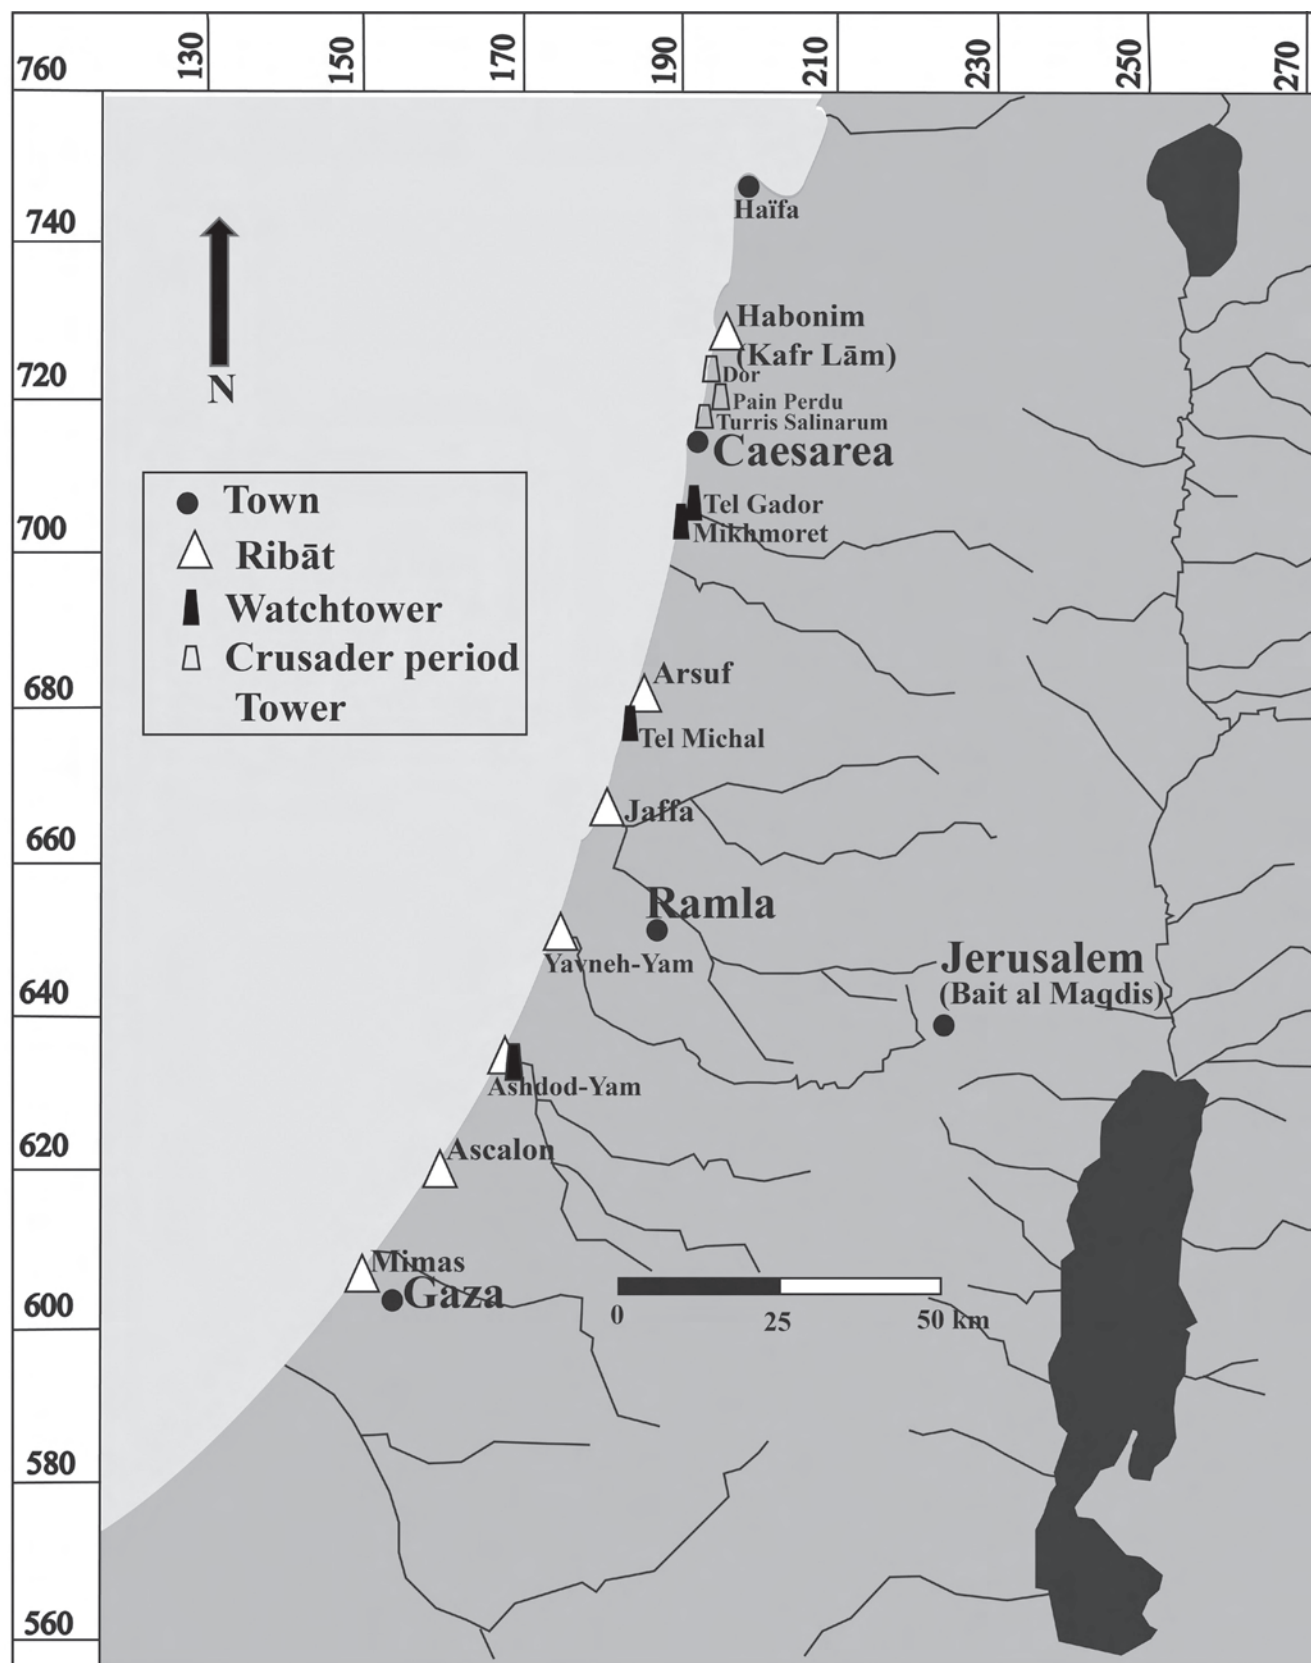 130 150 170 190 210 230 250 270
760
740
720
700
680
660
640
620
600
580
560
N
Town
Ribāt
Watchtower
Crusader period
Tower
Haïfa
Habonim
(Kafr Lām)
Dor
Pain Perdu
Turris Salinarum
Caesarea
Tel Gador
Mikhmoret
Arsuf
Tel Michal
Jaffa
Ramla
Yavneh-Yam
Jerusalem
(Bait al Maqdis)
Ashdod-Yam
Ascalon
Mimas
Gaza
0 25 50 km